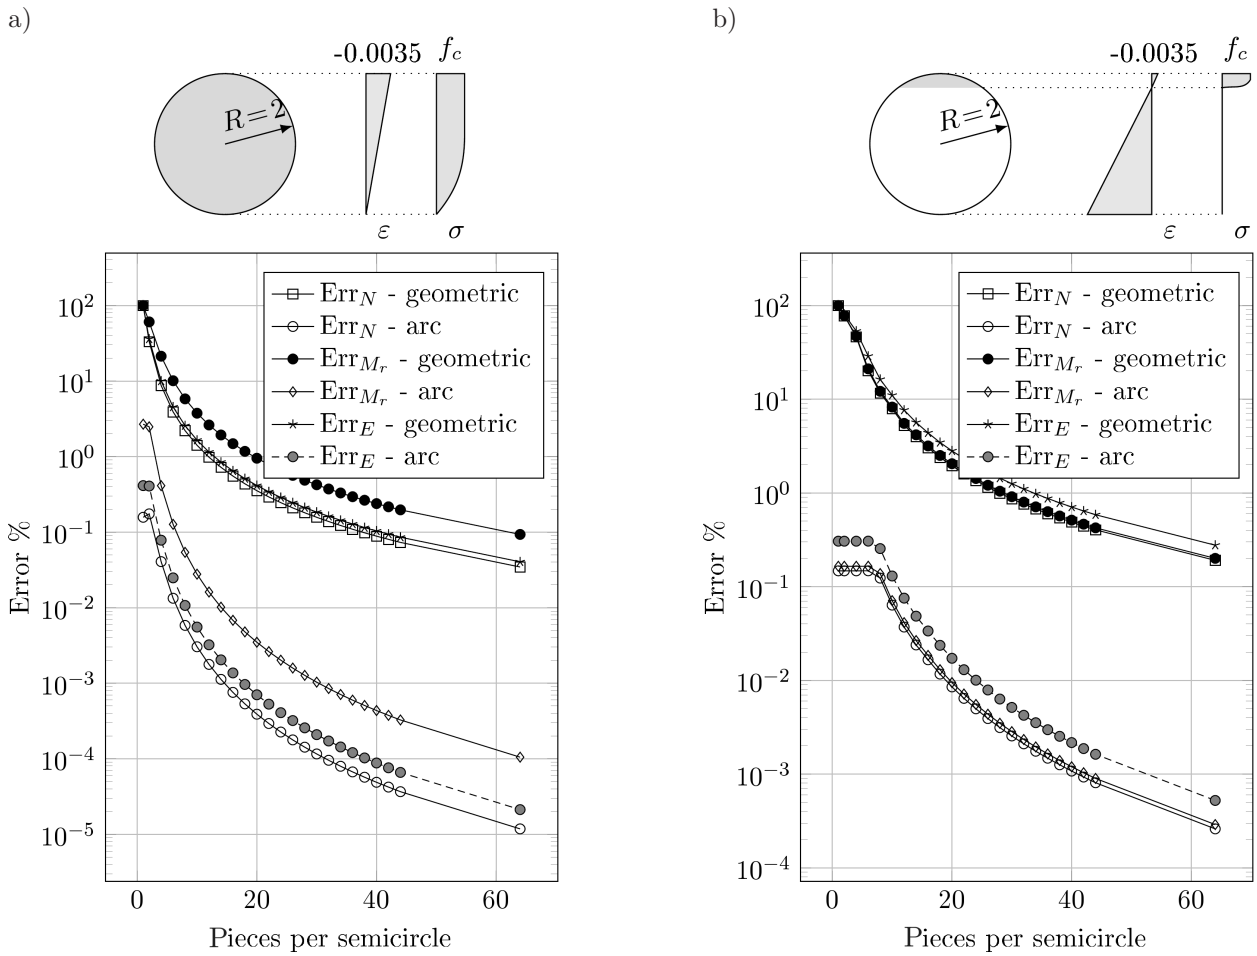 a)
-0.0035 f_c
R=2
ε σ
Err_N - geometric
Err_N - arc
Err_{M_r} - geometric
Err_{M_r} - arc
Err_E - geometric
Err_E - arc
10^2
10^1
10^0
10^{−1}
10^{−2}
10^{−3}
10^{−4}
10^{−5}
Error %
0 20 40 60
Pieces per semicircle
b)
-0.0035 f_c
R=2
ε σ
Err_N - geometric
Err_N - arc
Err_{M_r} - geometric
Err_{M_r} - arc
Err_E - geometric
Err_E - arc
10^2
10^1
10^0
10^{−1}
10^{−2}
10^{−3}
10^{−4}
Error %
0 20 40 60
Pieces per semicircle